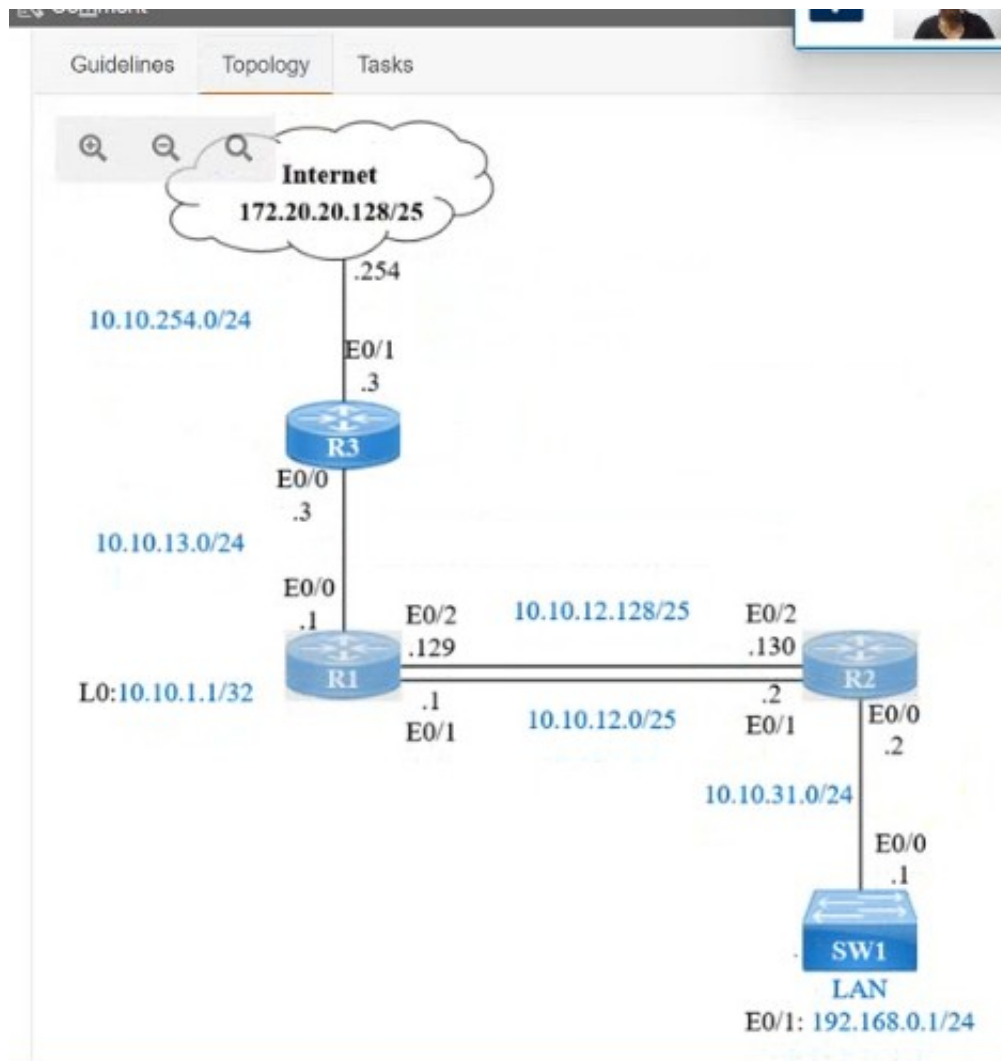 Comment
Guidelines Topology Tasks
Internet
172.20.20.128/25
.254
10.10.254.0/24
E0/1
.3
R3
E0/0
.3
10.10.13.0/24
E0/0
.1
E0/2
10.10.12.128/25
E0/2
.129
.130
R1
R2
L0:10.10.1.1/32
.1
.2
E0/0
E0/1
10.10.12.0/25
E0/1
.2
10.10.31.0/24
E0/0
.1
SW1
LAN
E0/1: 192.168.0.1/24